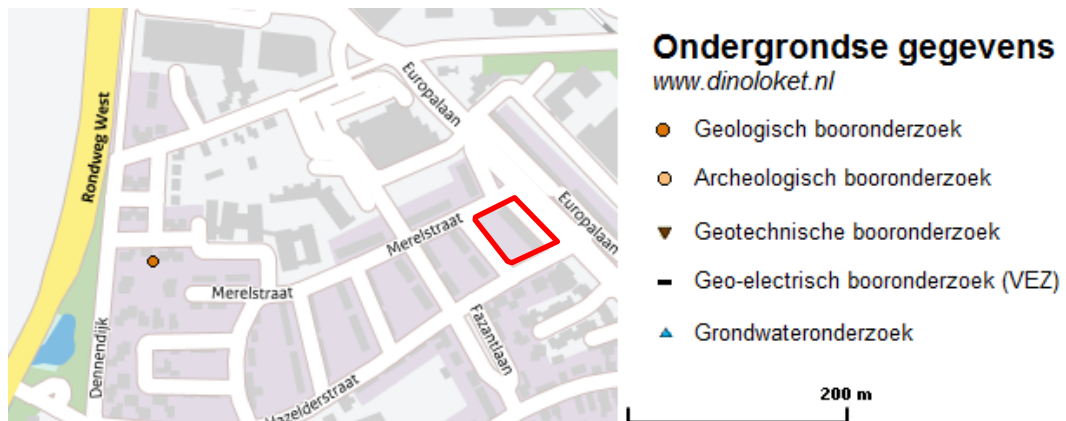 Europalaan
Rondweg West
Europalaan
Merelstraat
Merelstraat
Fazantlaan
Dennendijk
Hazelderstraat
Ondergrondse gegevens
www.dinoloket.nl
Geologisch booronderzoek
Archeologisch booronderzoek
Geotechnische booronderzoek
Geo-electrisch booronderzoek (VEZ)
Grondwateronderzoek
200 m